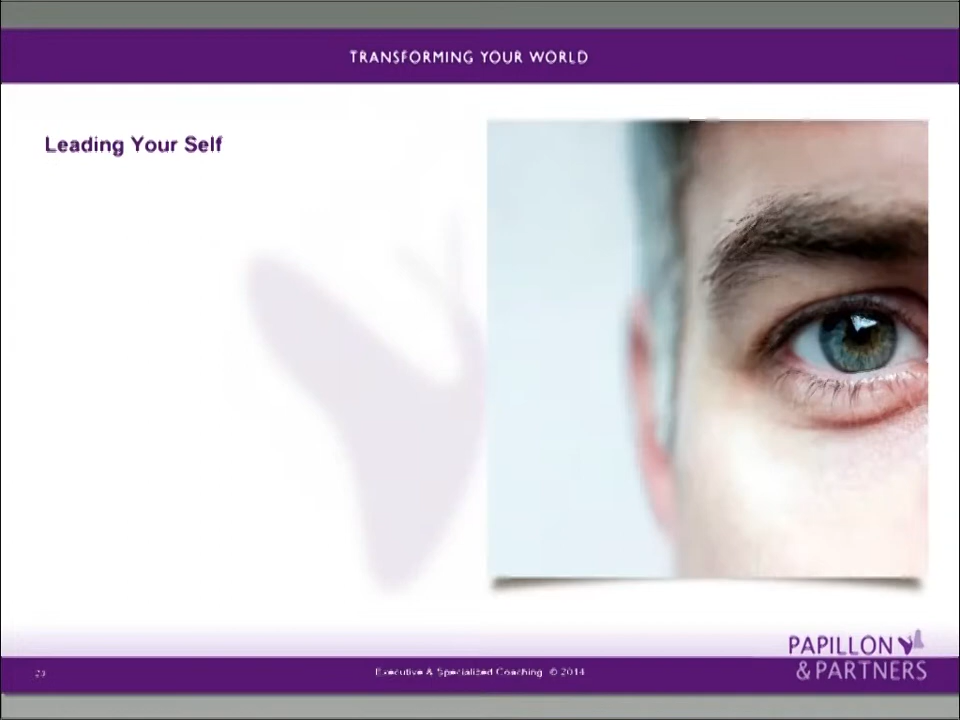 TRANSFORMING YOUR WORLD
Leading Your Self
PAPILLON
& PARTNERS
Executive & Specialized Coaching © 2014